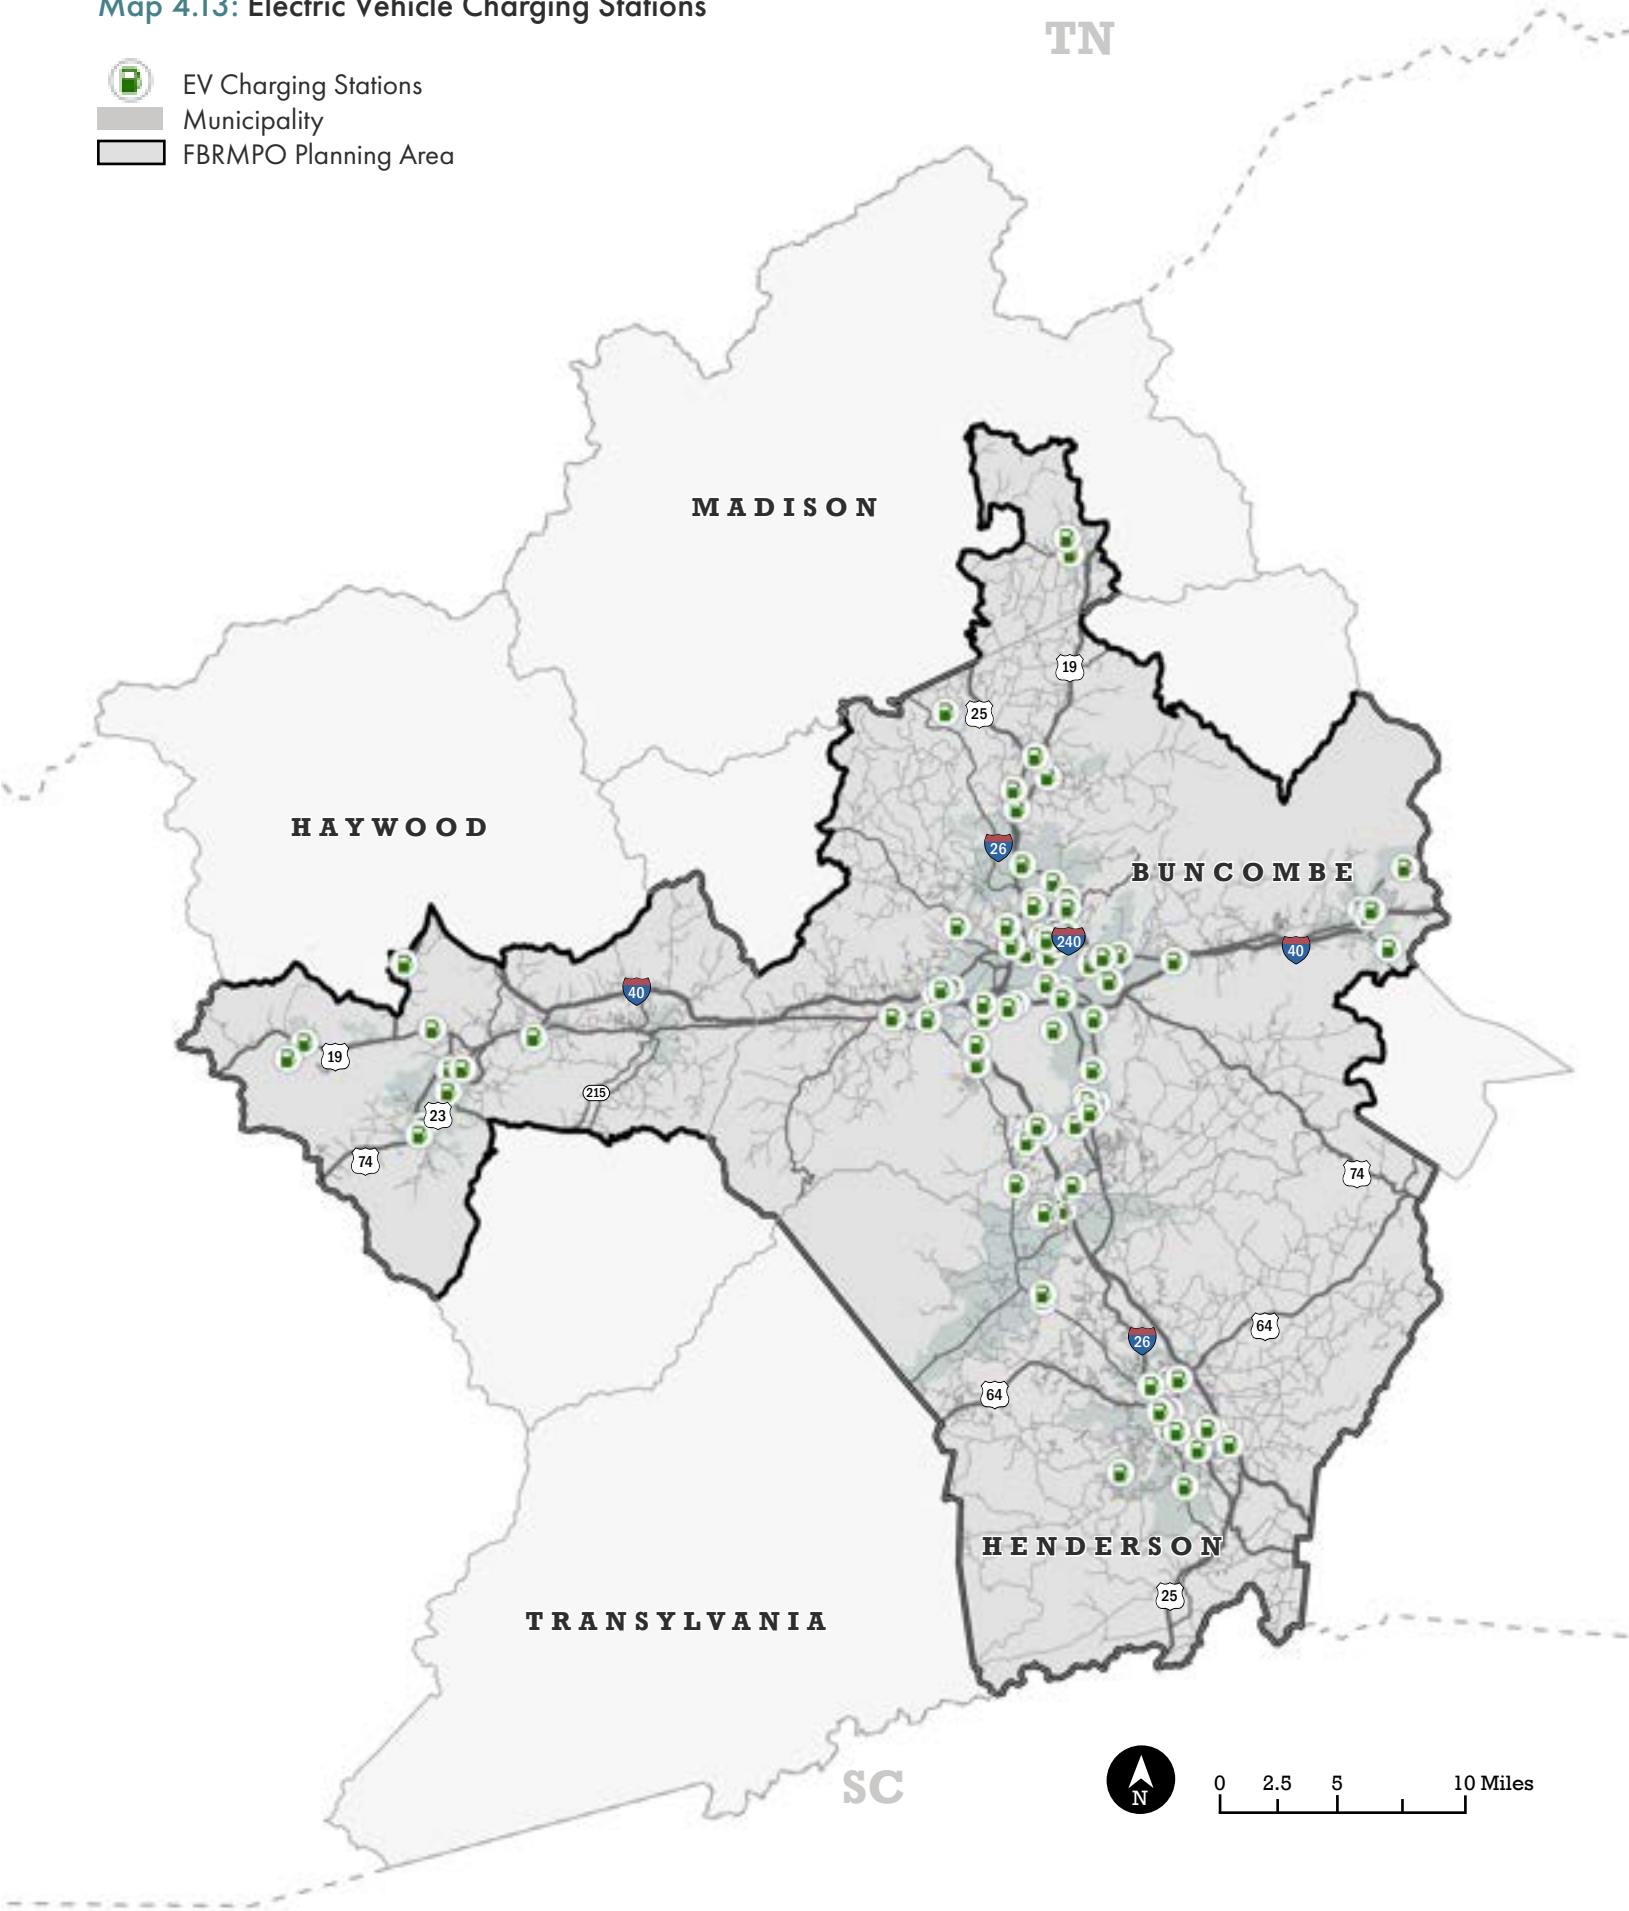 Map 4.13: Electric Vehicle Charging Stations
TN
EV Charging Stations
Municipality
FBRMPO Planning Area
MADISON
19
25
HAYWOOD
26
BUNCOMBE
240
40
40
19
215
23
74
74
64
26
64
HENDERSON
25
TRANSYLVANIA
SC
N
0 2.5 5 10 Miles